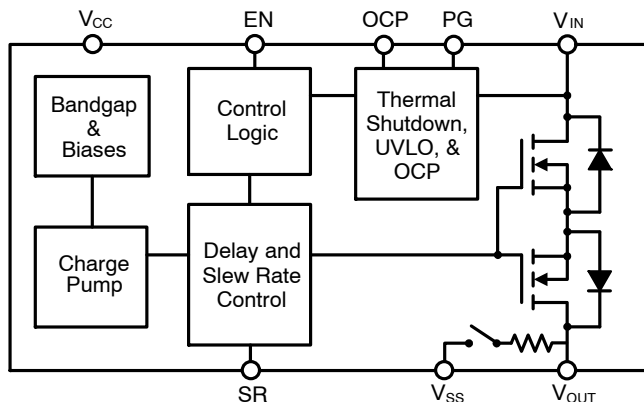 VCC
EN
OCP
PG
VIN
Bandgap
&
Biases
Control
Logic
Thermal
Shutdown,
UVLO, &
OCP
Charge
Pump
Delay and
Slew Rate
Control
SR
VSS
VOUT